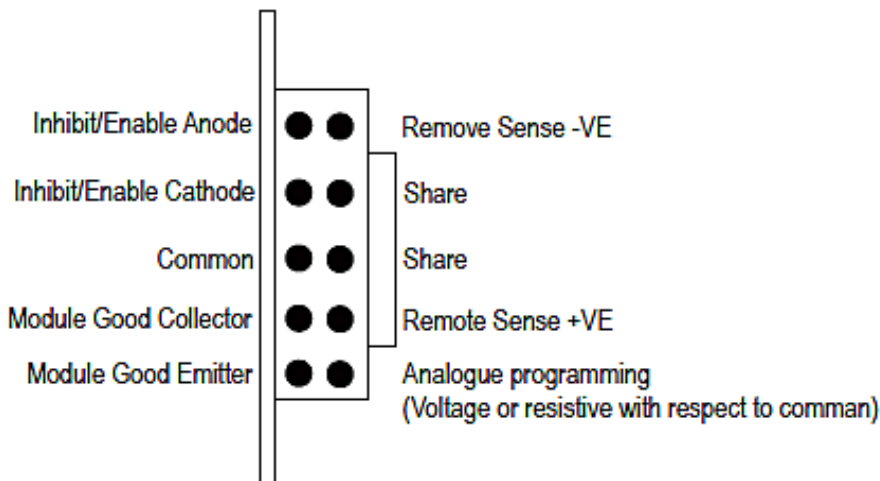 Inhibit/Enable Anode
Remove Sense -VE
Inhibit/Enable Cathode
Share
Common
Share
Module Good Collector
Remote Sense +VE
Module Good Emitter
Analogue programming
(Voltage or resistive with respect to comman)